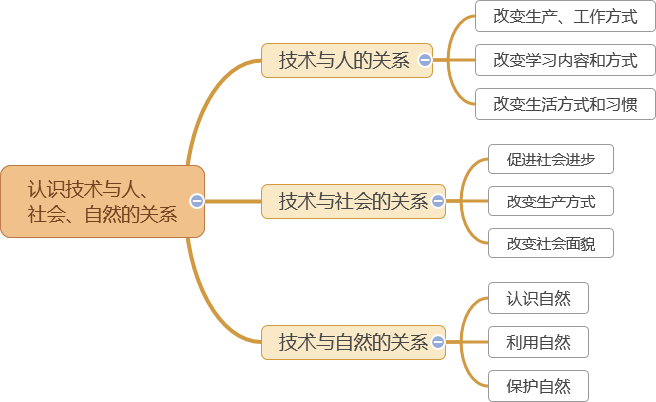 认识技术与人、
社会、自然的关系
技术与人的关系
改变生产、工作方式
改变学习内容和方式
改变生活方式和习惯
技术与社会的关系
促进社会进步
改变生产方式
改变社会面貌
技术与自然的关系
认识自然
利用自然
保护自然